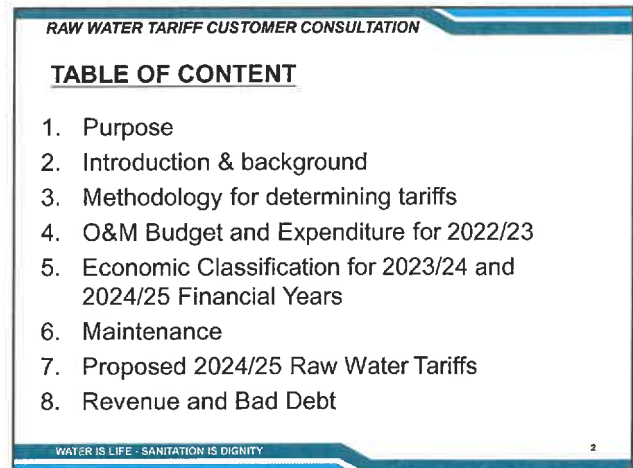 RAW WATER TARIFF CUSTOMER CONSULTATION
TABLE OF CONTENT
1. Purpose
2. Introduction & background
3. Methodology for determining tariffs
4. O&M Budget and Expenditure for 2022/23
5. Economic Classification for 2023/24 and
2024/25 Financial Years
6. Maintenance
7. Proposed 2024/25 Raw Water Tariffs
8. Revenue and Bad Debt
WATER IS LIFE - SANITATION IS DIGNITY
2